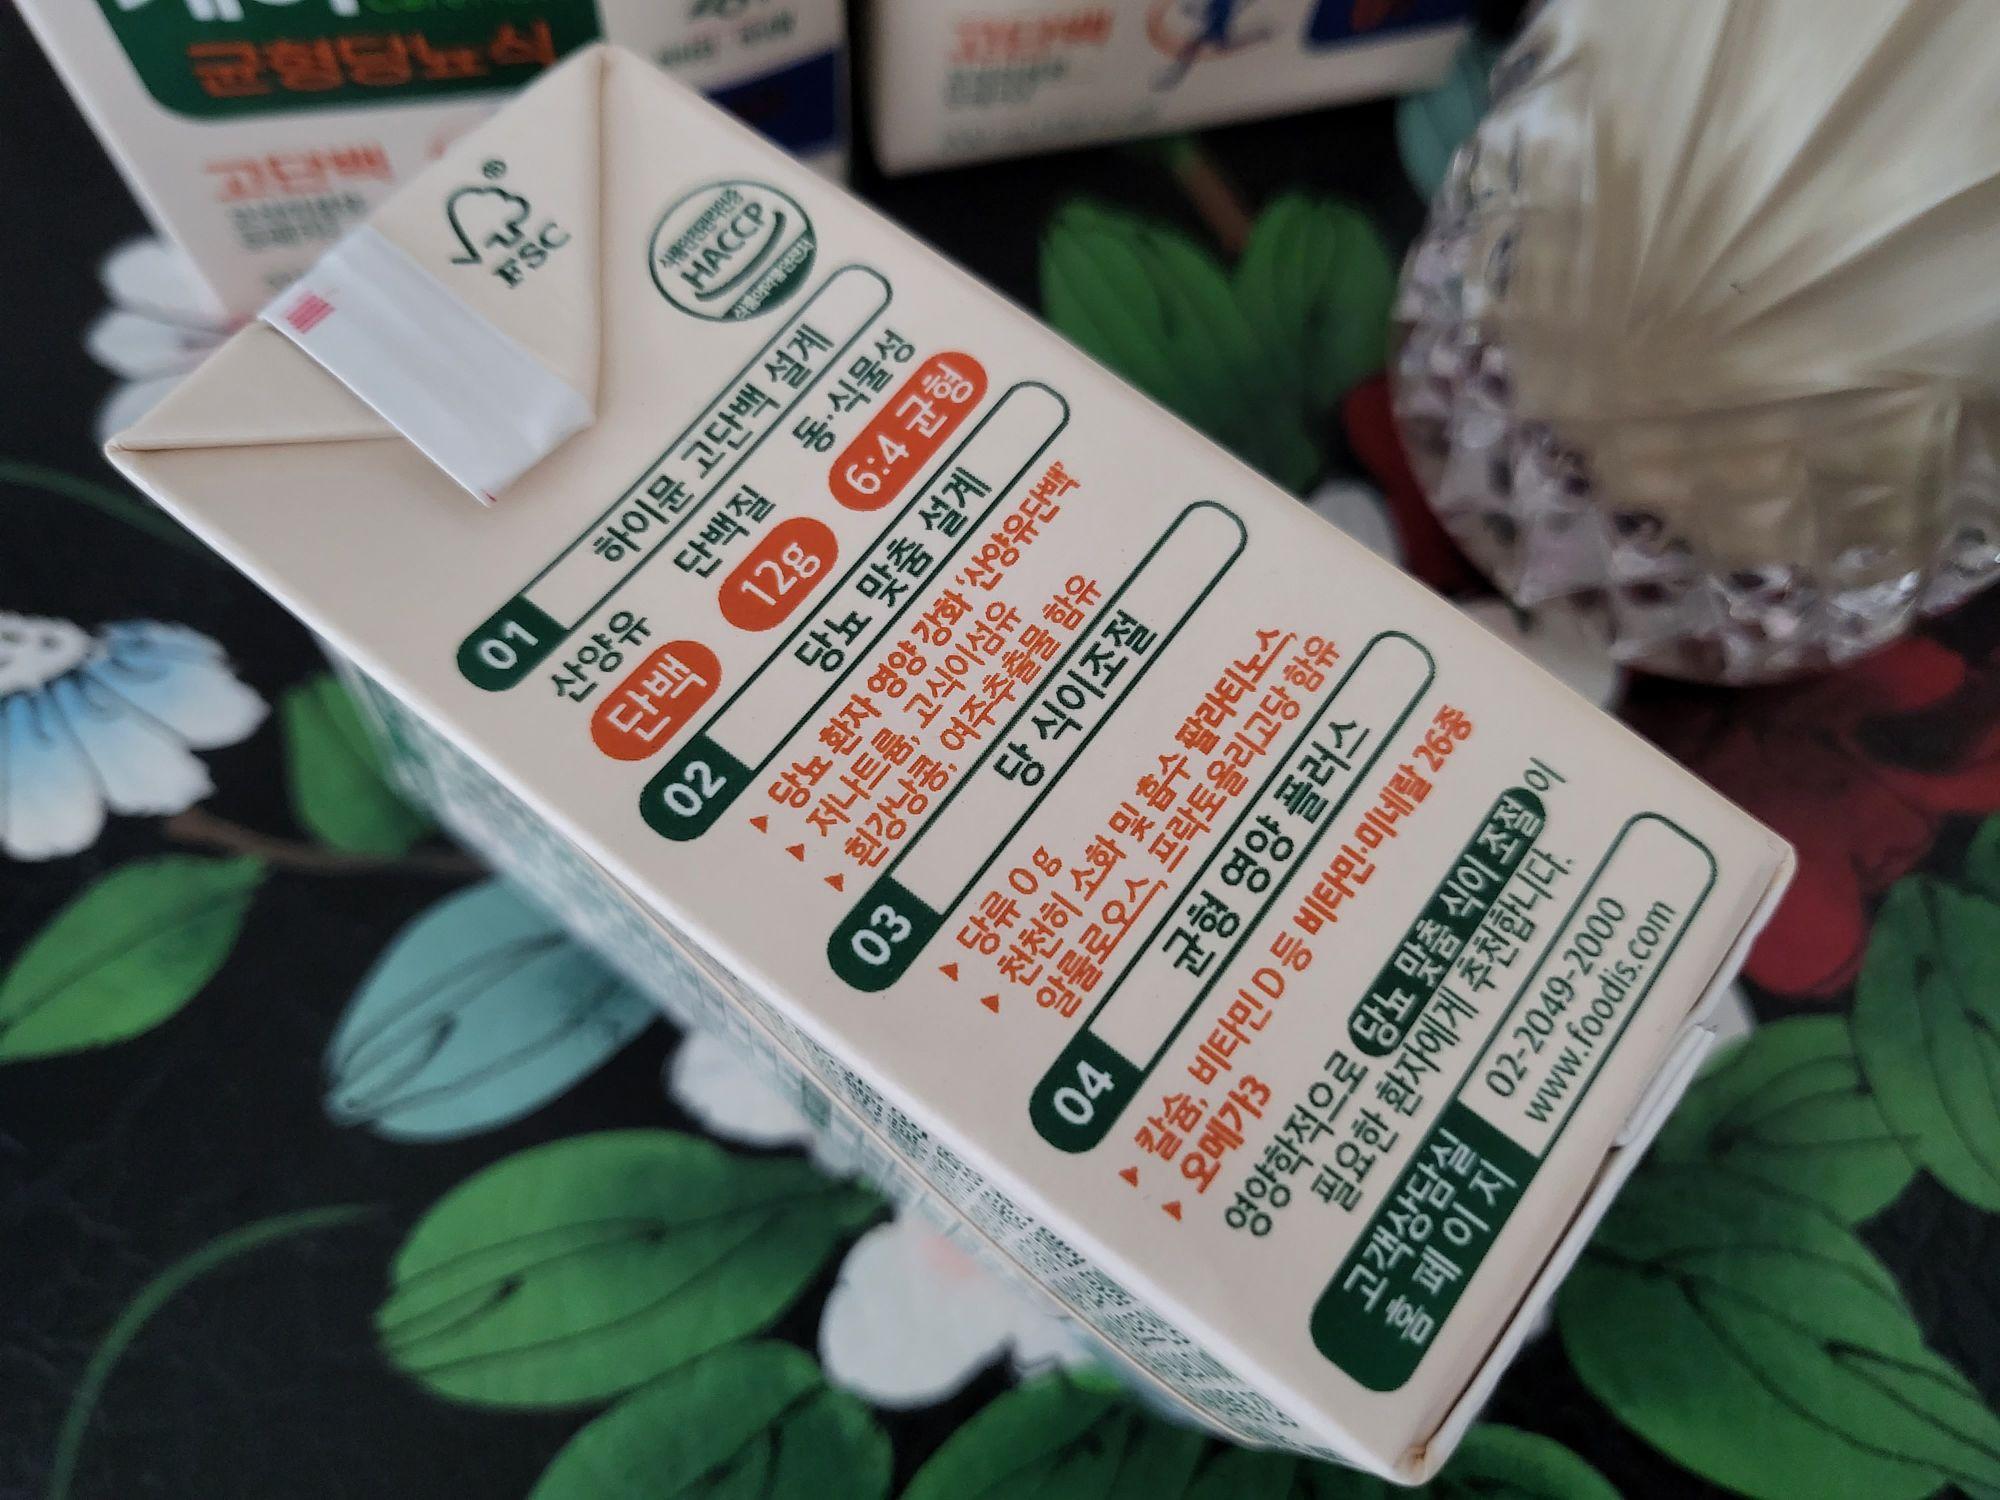 균형당뇨식
고단백
고단백
FSC
HACCP
01 하이뮨 고단백 설계
산양유 단백질 동·식물성
단백 12g 6:4 균형
02 당뇨 맞춤 설계
▶ 당뇨 환자 영양 강화 '산양유단백'
▶ 저나트륨, 고식이섬유
▶ 흰강낭콩, 여주추출물 함유
03 당 식이조절
▶ 당류 0g
▶ 천천히 소화 및 흡수 팔라티노스,
알룰로오스, 프락토올리고당 함유
04 균형 영양 플러스
▶ 칼슘, 비타민 D 등 비타민·미네랄 26종
▶ 오메가3
영양학적으로 당뇨 맞춤 식이 조절이
필요한 환자에게 추천합니다.
고객상담실 02-2049-2000
홈페이지 www.foodis.com